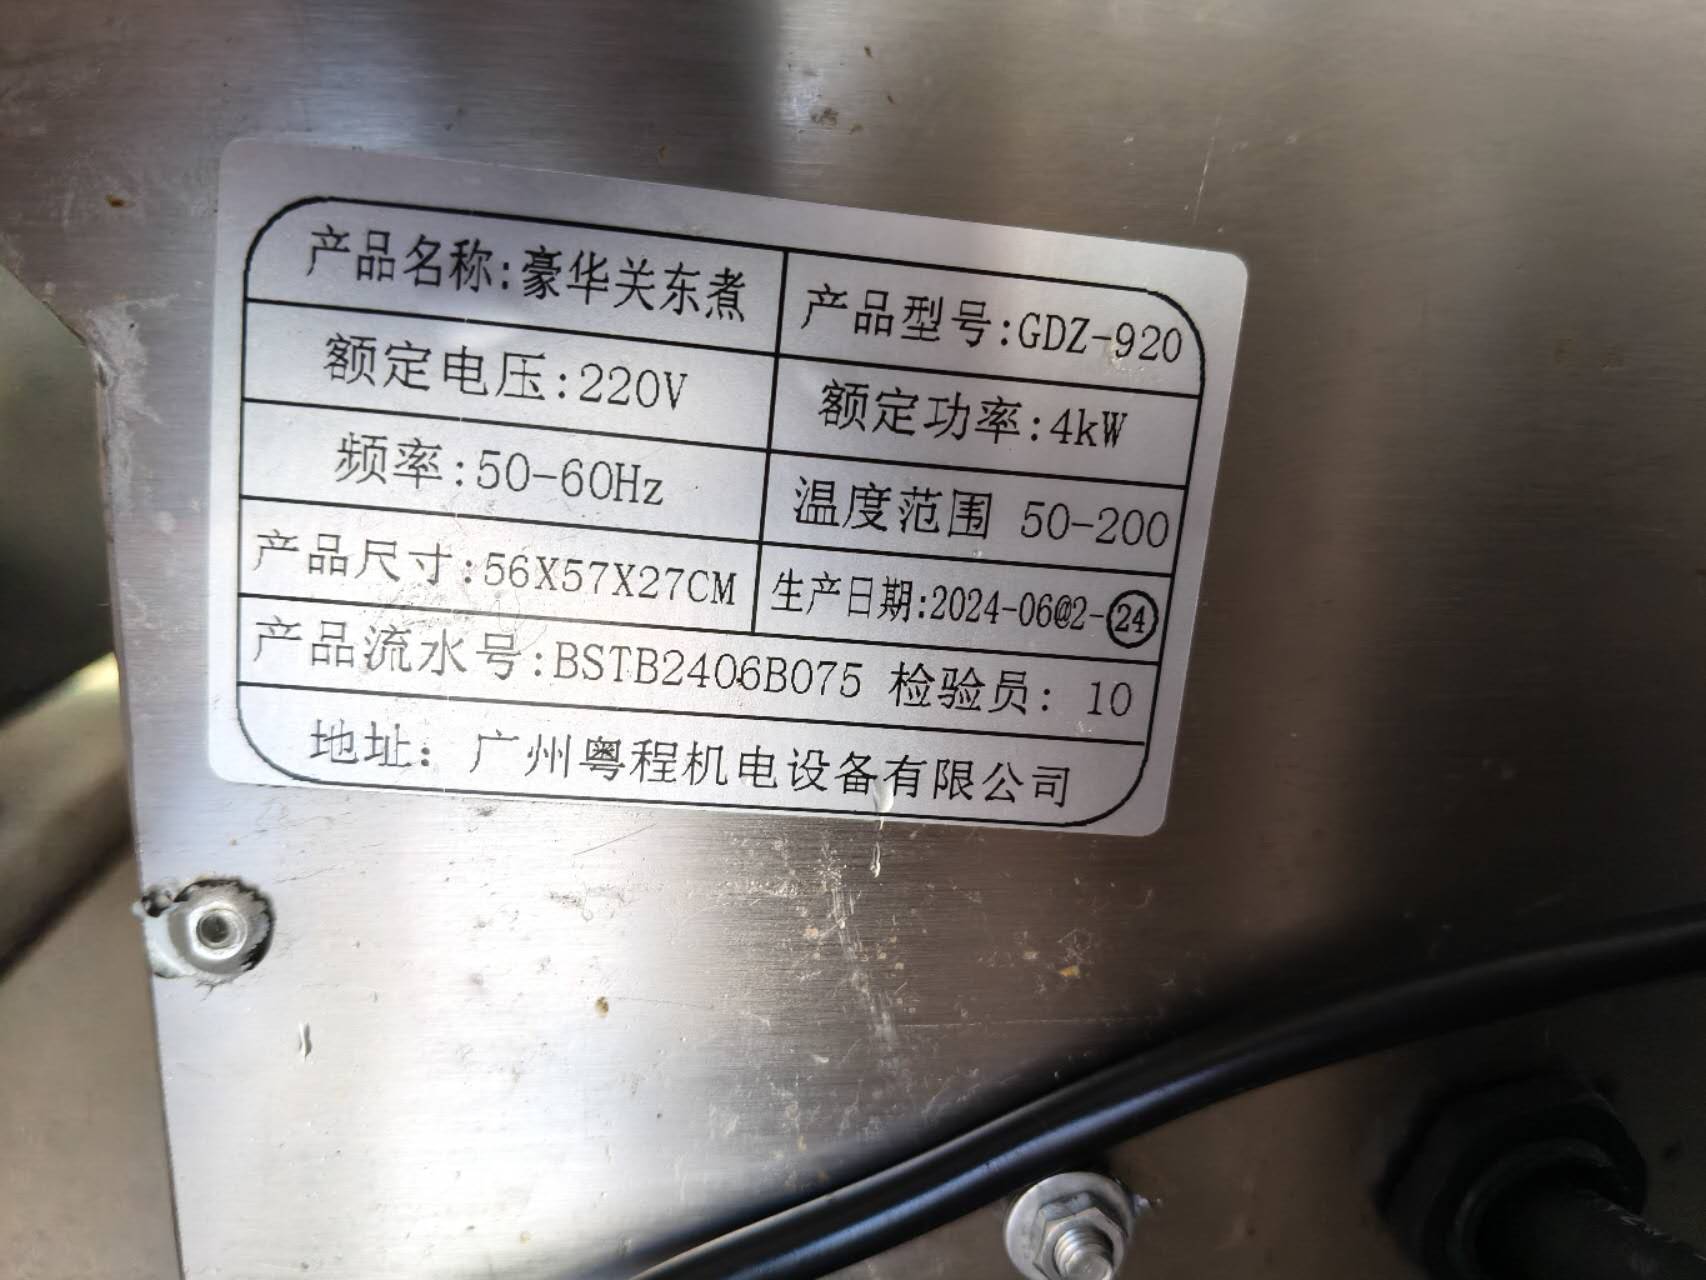 产品名称:豪华关东煮 产品型号:GDZ-920
额定电压:220V 额定功率:4kW
频率:50-60Hz 温度范围 50-200
产品尺寸:56X57X27CM 生产日期:2024-06@2-㉔
产品流水号:BSTB2406B075 检验员: 10
地址: 广州粤程机电设备有限公司